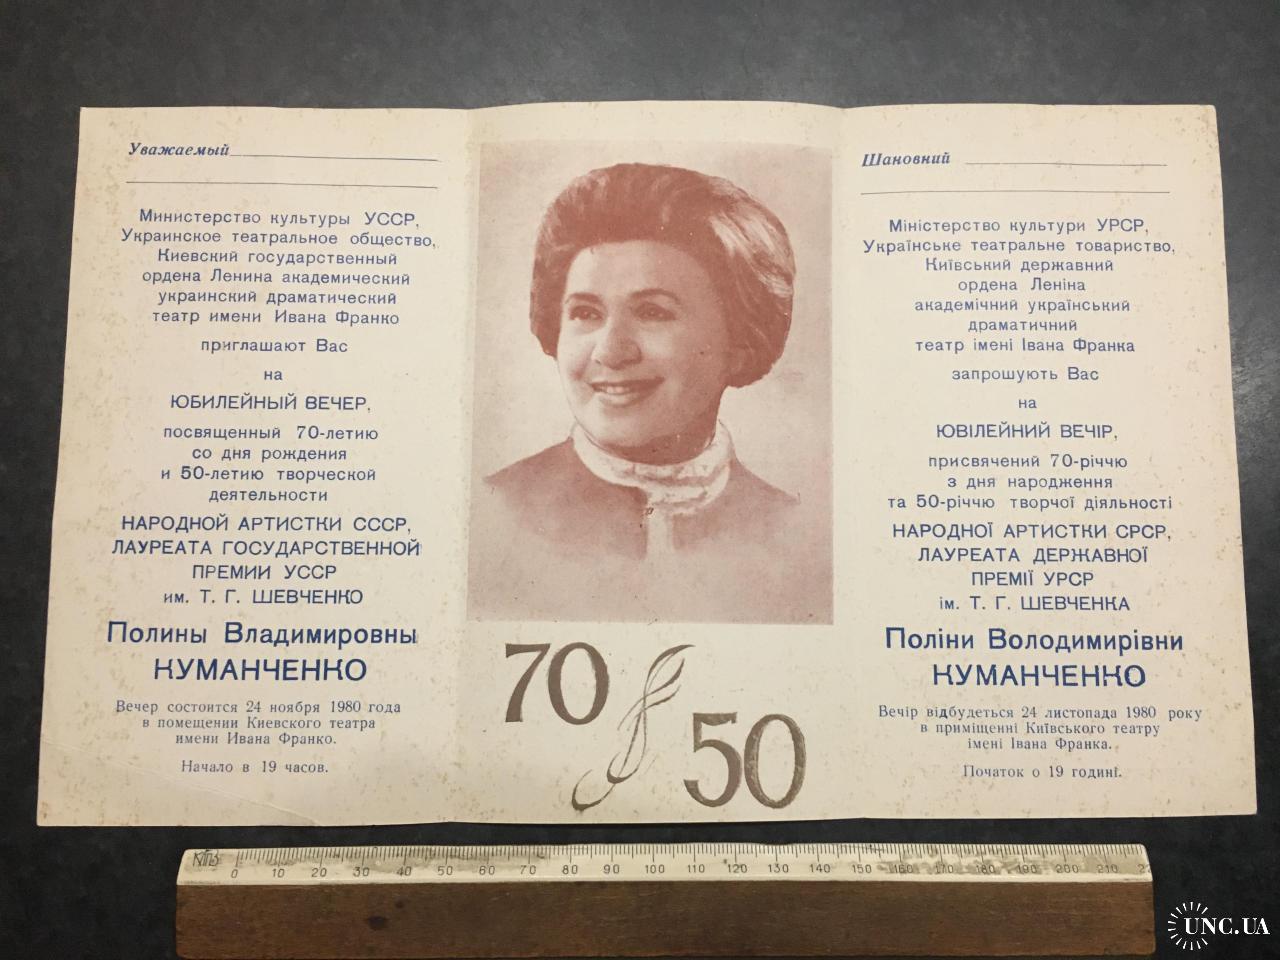 Уважаемый
Министерство культуры УССР,
Украинское театральное общество,
Киевский государственный
ордена Ленина академический
украинский драматический
театр имени Ивана Франко
приглашают Вас
на
ЮБИЛЕЙНЫЙ ВЕЧЕР,
посвященный 70-летию
со дня рождения
и 50-летию творческой
деятельности
НАРОДНОЙ АРТИСТКИ СССР,
ЛАУРЕАТА ГОСУДАРСТВЕННОЙ
ПРЕМИИ УССР
им. Т. Г. ШЕВЧЕНКО
Полины Владимировны
КУМАНЧЕНКО
Вечер состоится 24 ноября 1980 года
в помещении Киевского театра
имени Ивана Франко.
Начало в 19 часов.
70
50
Шановний
Міністерство культури УРСР,
Українське театральне товариство,
Київський державний
ордена Леніна
академічний український
драматичний
театр імені Івана Франка
запрошують Вас
на
ЮВІЛЕЙНИЙ ВЕЧІР,
присвячений 70-річчю
з дня народження
та 50-річчю творчої діяльності
НАРОДНОЇ АРТИСТКИ СРСР,
ЛАУРЕАТА ДЕРЖАВНОЇ
ПРЕМІЇ УРСР
ім. Т. Г. ШЕВЧЕНКА
Поліни Володимирівни
КУМАНЧЕНКО
Вечір відбудеться 24 листопада 1980 року
в приміщенні Київського театру
імені Івана Франка.
Початок о 19 годині.
0 10 20 30 40 50 60 70 80 90 100 110 120 130 140 150 160 170 180 190 200 210
UNC.UA